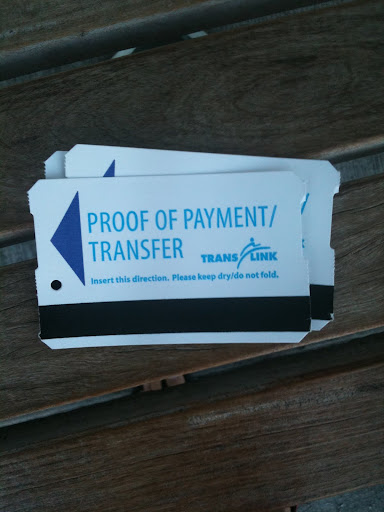 PROOF OF PAYMENT/
TRANSFER
TRANS LINK
Insert this direction. Please keep dry/do not fold.